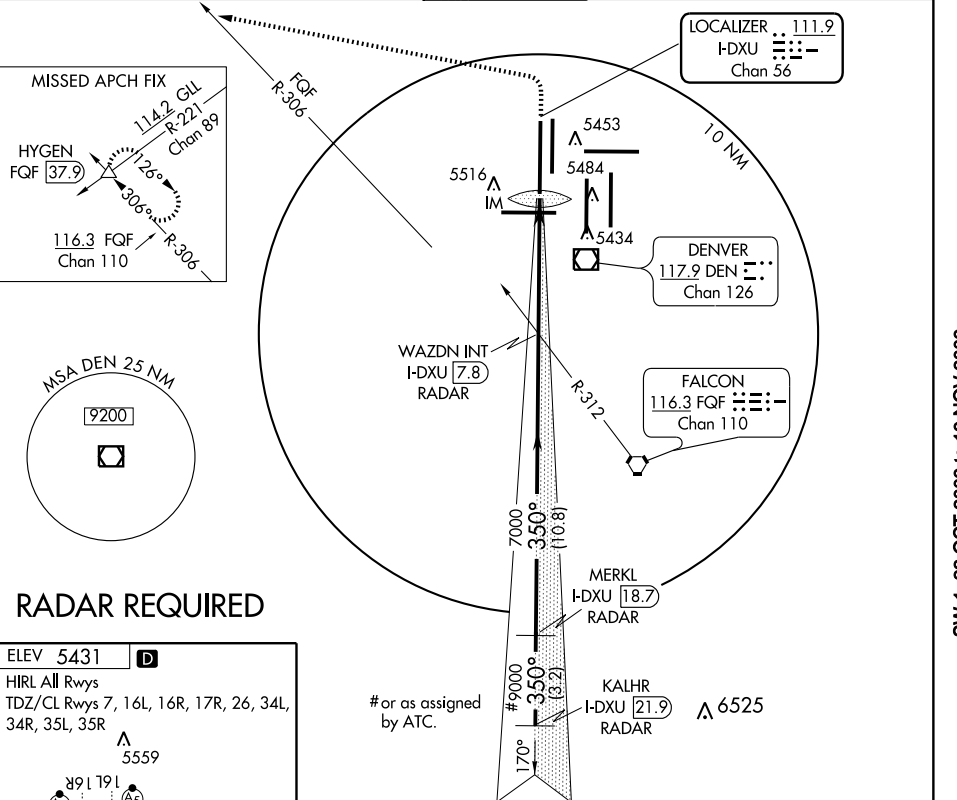 LOCALIZER 111.9
I-DXU
Chan 56
MISSED APCH FIX
114.2 GLL
R-221
Chan 89
HYGEN
FQF 37.9
126°
306°
116.3 FQF
Chan 110
R-306
FQF
R-306
10 NM
5453
5516
5484
IM
5434
DENVER
117.9 DEN
Chan 126
WAZDN INT
I-DXU 7.8
RADAR
R-312
FALCON
116.3 FQF
Chan 110
MSA DEN 25 NM
9200
7000
350°
(10.8)
MERKL
I-DXU 18.7
RADAR
RADAR REQUIRED
#9000
350°
(3.2)
KALHR
I-DXU 21.9
RADAR
6525
# or as assigned
by ATC.
170°
ELEV 5431 D
HIRL All Rwys
TDZ/CL Rwys 7, 16L, 16R, 17R, 26, 34L,
34R, 35L, 35R
5559
16R 16L